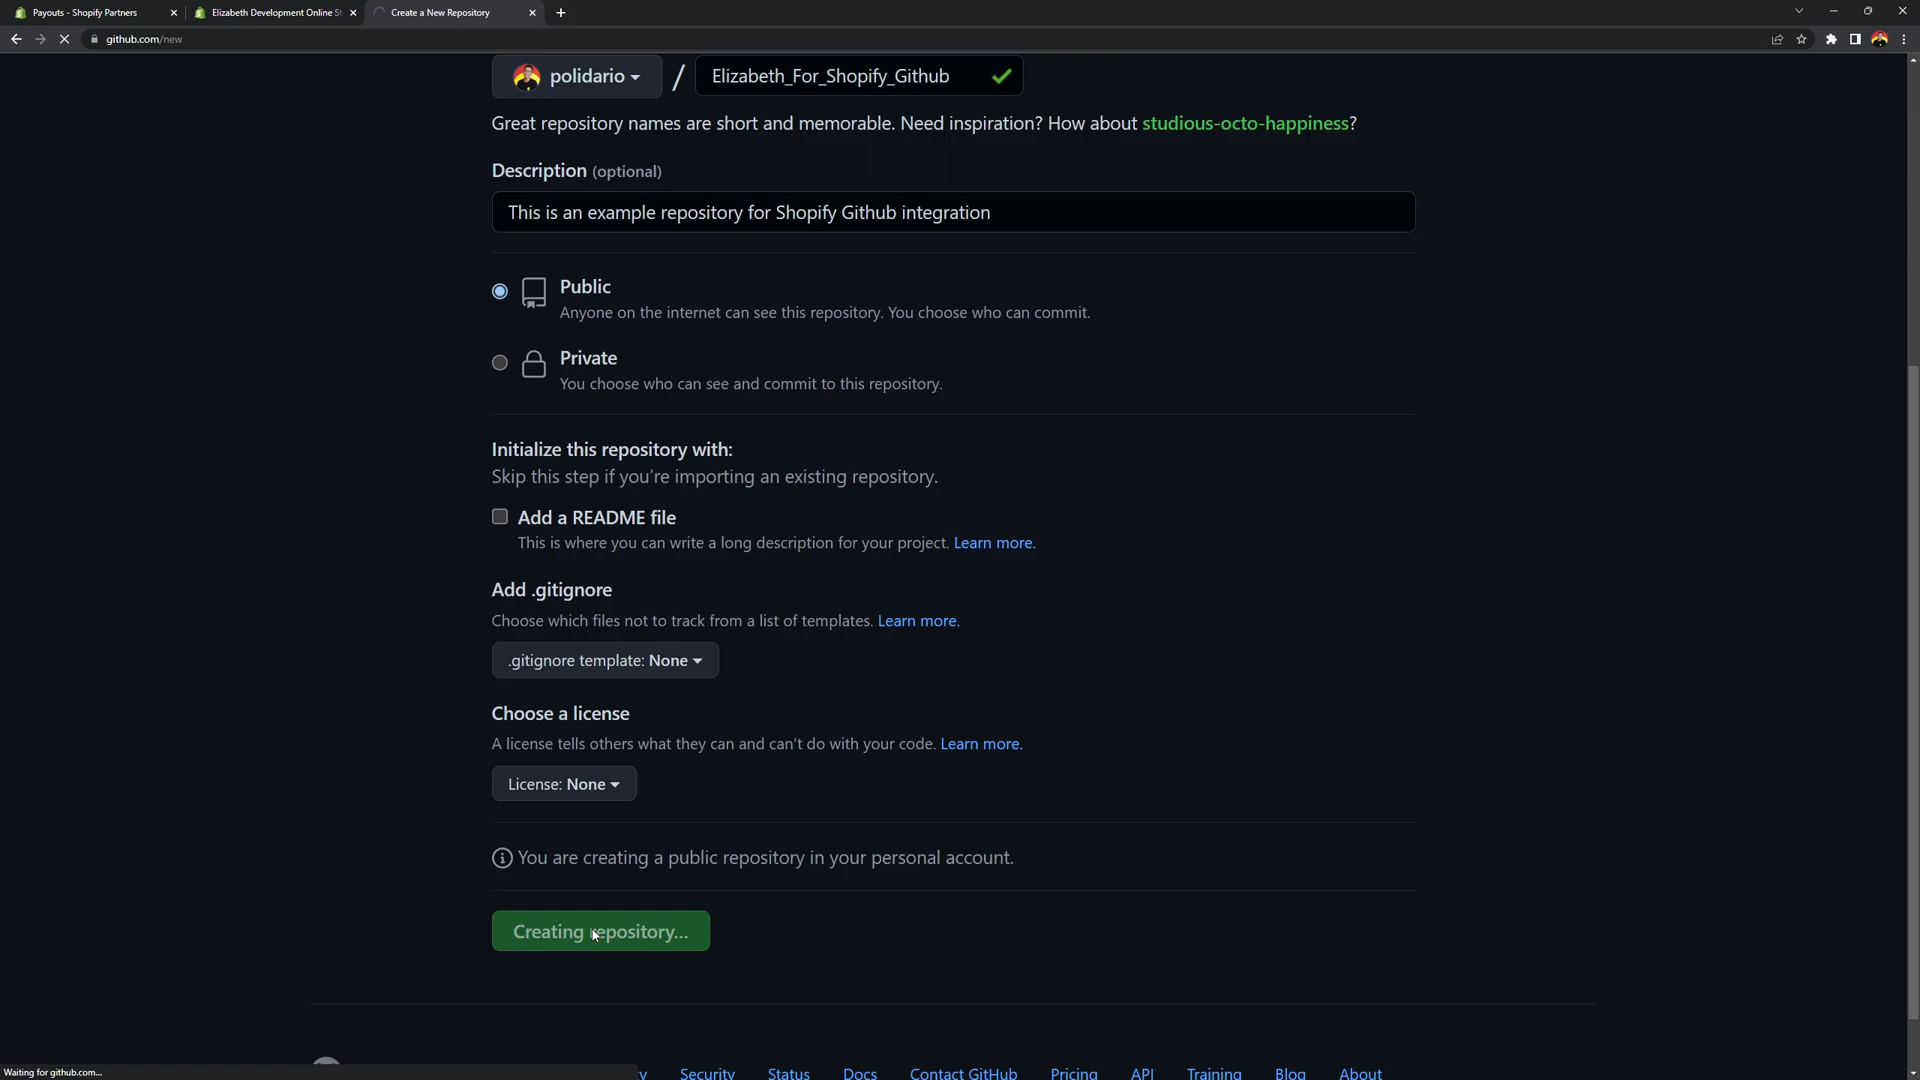 Payouts - Shopify Partners
Elizabeth Development Online S
Create a New Repository
github.com/new
polidario / Elizabeth_For_Shopify_Github
Great repository names are short and memorable. Need inspiration? How about studious-octo-happiness?
Description (optional)
This is an example repository for Shopify Github integration
Public
Anyone on the internet can see this repository. You choose who can commit.
Private
You choose who can see and commit to this repository.
Initialize this repository with:
Skip this step if you're importing an existing repository.
Add a README file
This is where you can write a long description for your project. Learn more.
Add .gitignore
Choose which files not to track from a list of templates. Learn more.
.gitignore template: None
Choose a license
A license tells others what they can and can't do with your code. Learn more.
License: None
You are creating a public repository in your personal account.
Creating repository...
Security Status Docs Contact GitHub Pricing API Training Blog About
Waiting for github.com...